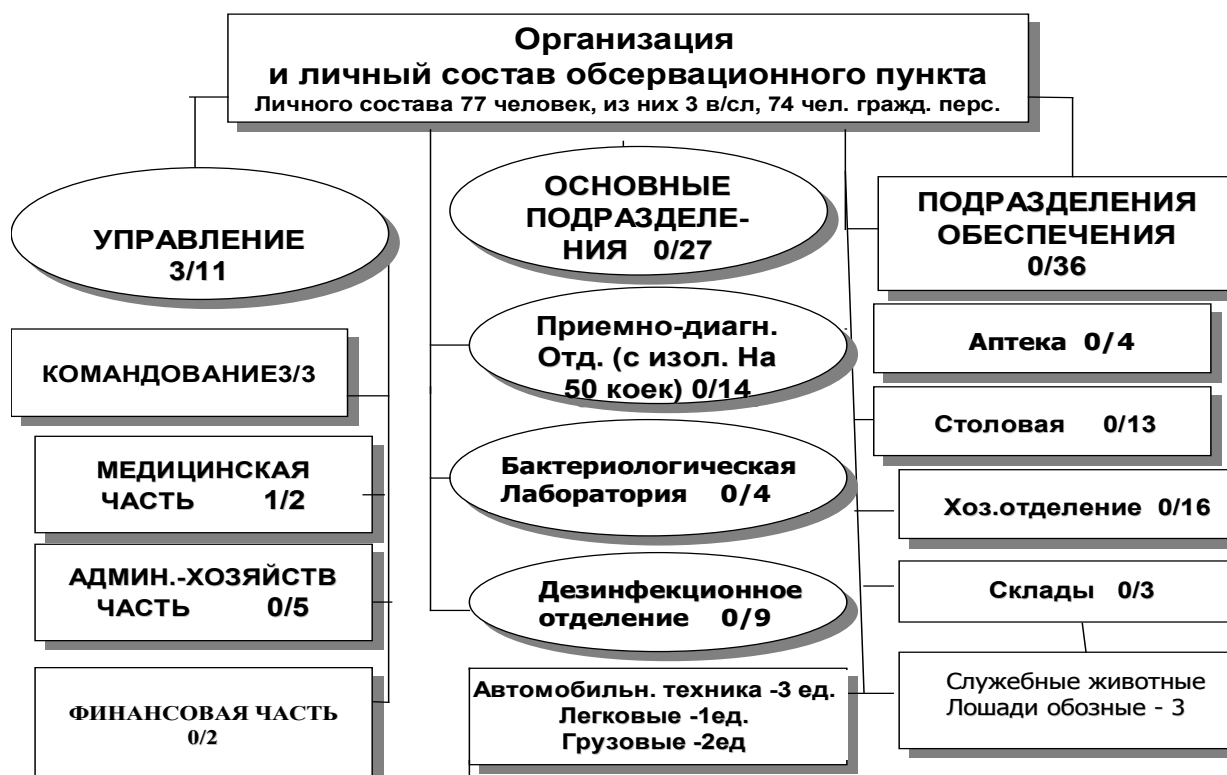 Организация
и личный состав обсервационного пункта
Личного состава 77 человек, из них 3 в/сл, 74 чел. гражд. перс.
УПРАВЛЕНИЕ
3/11
КОМАНДОВАНИЕ3/3
МЕДИЦИНСКАЯ
ЧАСТЬ 1/2
АДМИН.-ХОЗЯЙСТВ
ЧАСТЬ 0/5
ФИНАНСОВАЯ ЧАСТЬ
0/2
ОСНОВНЫЕ
ПОДРАЗДЕЛЕ-
НИЯ 0/27
Приемно-диагн.
Отд. (с изол. На
50 коек) 0/14
Бактериологическая
Лаборатория 0/4
Дезинфекционное
отделение 0/9
Автомобильн. техника -3 ед.
Легковые -1ед.
Грузовые -2ед
ПОДРАЗДЕЛЕНИЯ
ОБЕСПЕЧЕНИЯ
0/36
Аптека 0/4
Столовая 0/13
Хоз.отделение 0/16
Склады 0/3
Служебные животные
Лошади обозные - 3